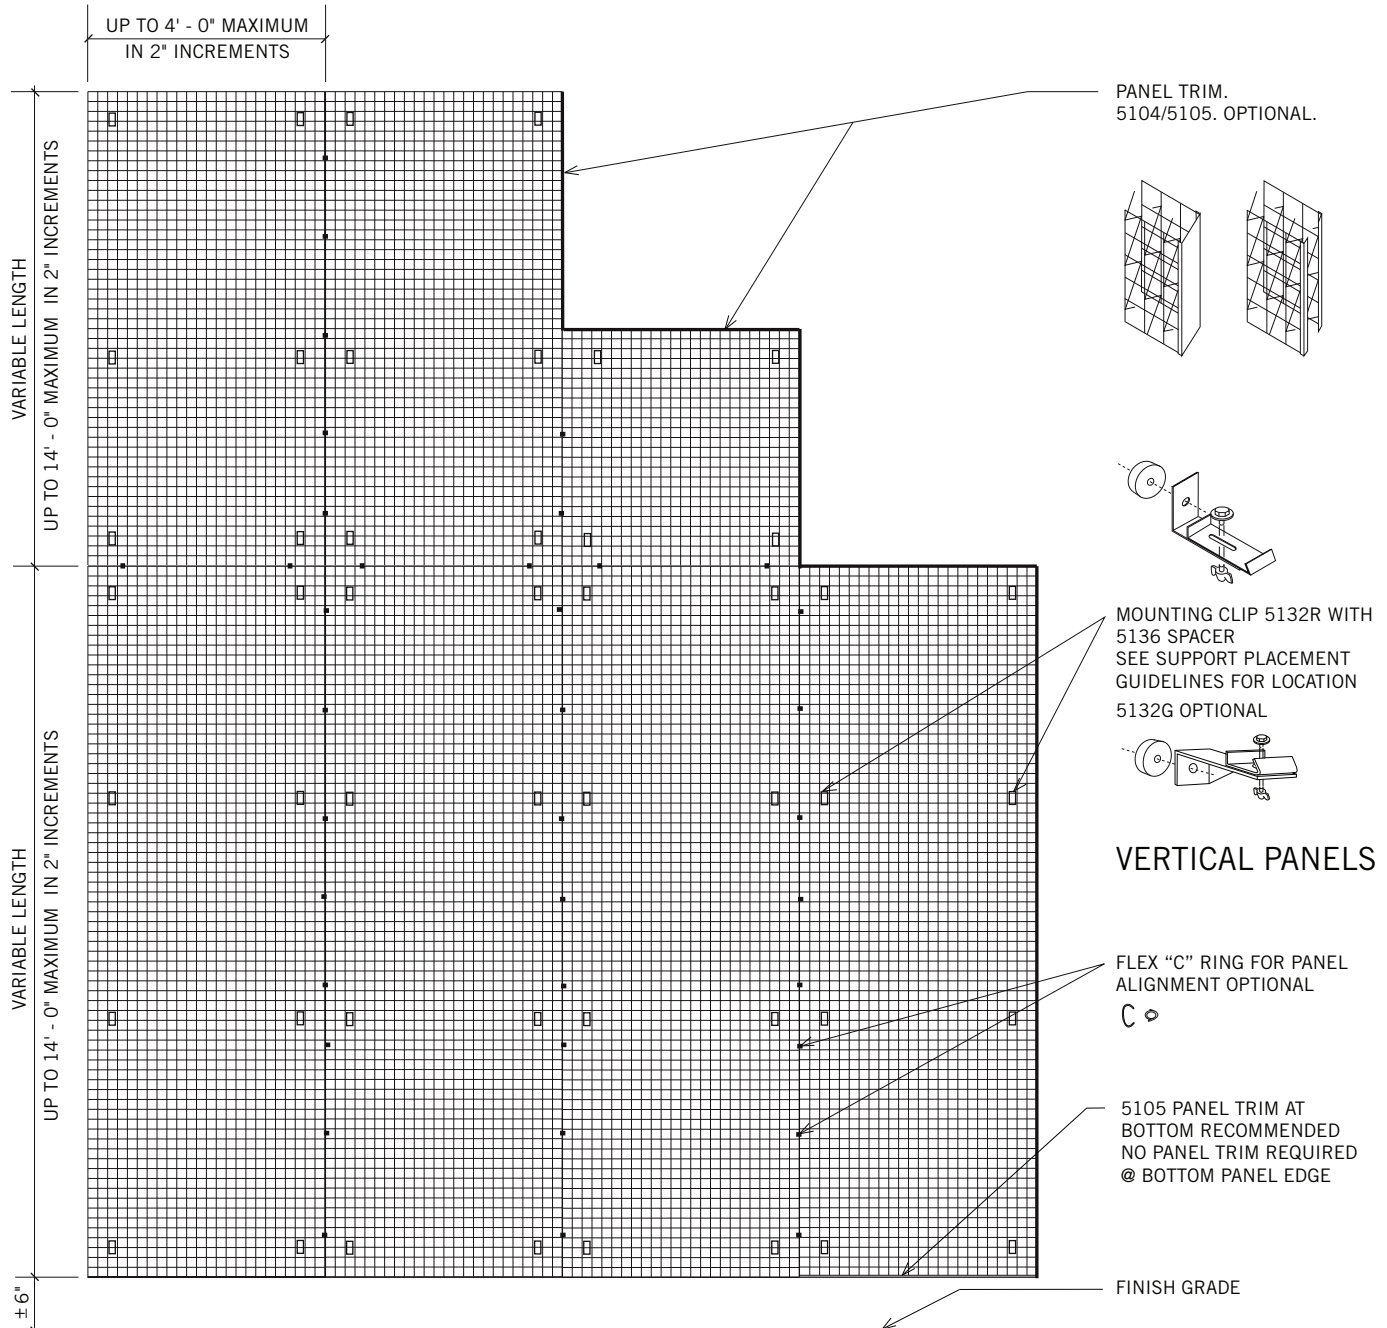 UP TO 4' - 0" MAXIMUM
IN 2" INCREMENTS
VARIABLE LENGTH
UP TO 14' - 0" MAXIMUM IN 2" INCREMENTS
PANEL TRIM.
5104/5105. OPTIONAL.
MOUNTING CLIP 5132R WITH
5136 SPACER
SEE SUPPORT PLACEMENT
GUIDELINES FOR LOCATION
5132G OPTIONAL
VERTICAL PANELS
VARIABLE LENGTH
UP TO 14' - 0" MAXIMUM IN 2" INCREMENTS
FLEX “C” RING FOR PANEL
ALIGNMENT OPTIONAL
5105 PANEL TRIM AT
BOTTOM RECOMMENDED
NO PANEL TRIM REQUIRED
@ BOTTOM PANEL EDGE
FINISH GRADE
±6"